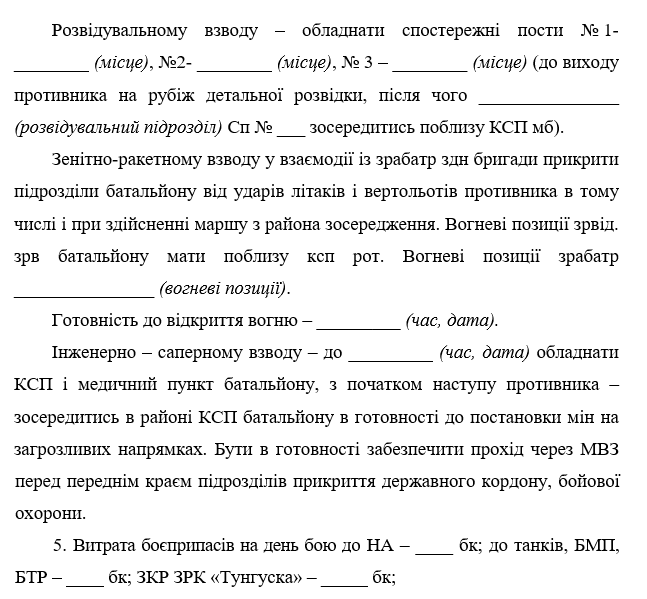 Розвідувальному взводу – обладнати спостережні пости № 1-
________ (місце), №2- ________ (місце), № 3 – ________ (місце) (до виходу
противника на рубіж детальної розвідки, після чого _______________
(розвідувальний підрозділ) Сп № ___ зосередитись поблизу КСП мб).
Зенітно-ракетному взводу у взаємодії із зрабатр здн бригади прикрити
підрозділи батальйону від ударів літаків і вертольотів противника в тому
числі і при здійсненні маршу з района зосередження. Вогневі позиції зрвід.
зрв батальйону мати поблизу ксп рот. Вогневі позиції зрабатр
_______________ (вогневі позиції).
Готовність до відкриття вогню – _________ (час, дата).
Інженерно – саперному взводу – до _________ (час, дата) обладнати
КСП і медичний пункт батальйону, з початком наступу противника –
зосередитись в районі КСП батальйону в готовності до постановки мін на
загрозливих напрямках. Бути в готовності забезпечити прохід через МВЗ
перед переднім краєм підрозділів прикриття державного кордону, бойової
охорони.
5. Витрата боєприпасів на день бою до НА – ____ бк; до танків, БМП,
БТР – ____ бк; ЗКР ЗРК «Тунгуска» – _____ бк;